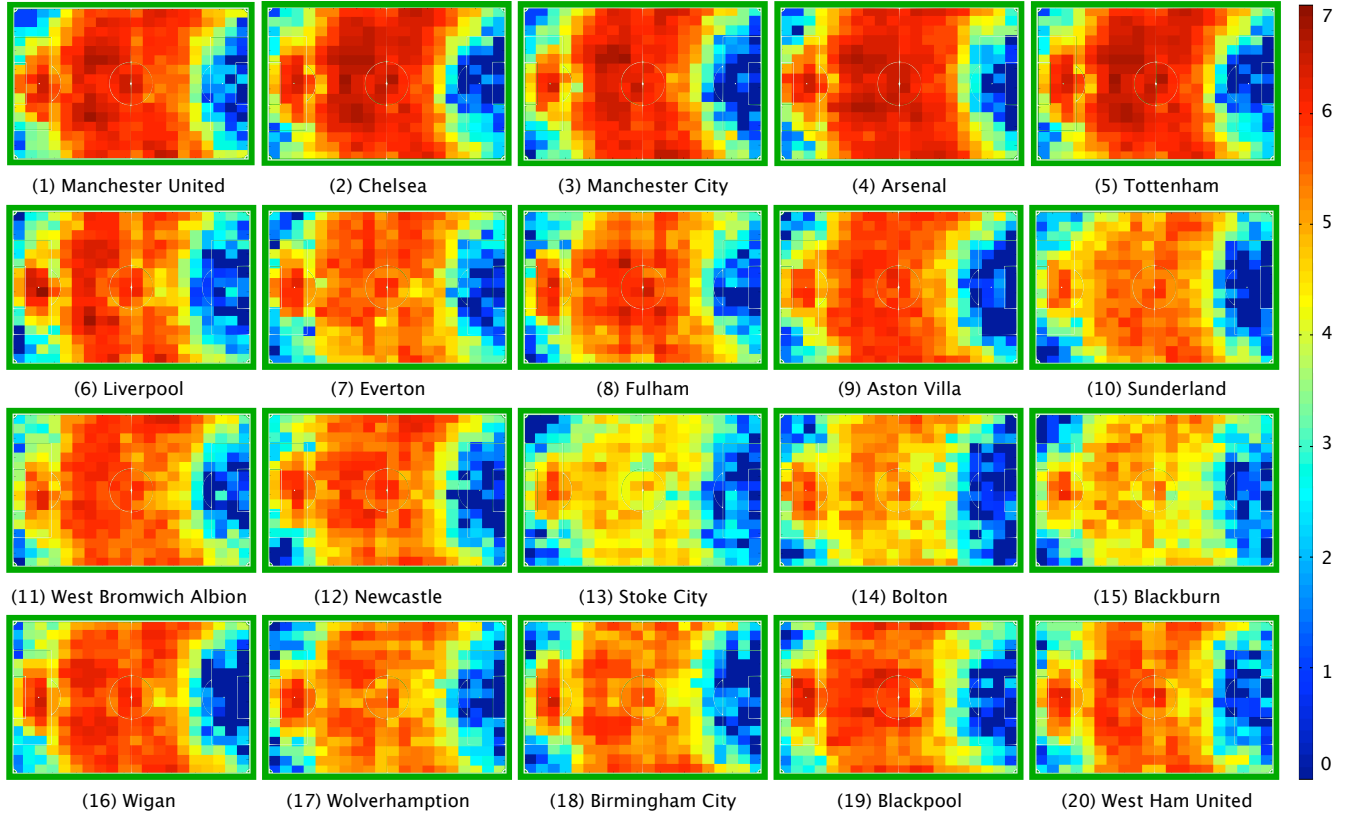 (1) Manchester United
(2) Chelsea
(3) Manchester City
(4) Arsenal
(5) Tottenham
(6) Liverpool
(7) Everton
(8) Fulham
(9) Aston Villa
(10) Sunderland
(11) West Bromwich Albion
(12) Newcastle
(13) Stoke City
(14) Bolton
(15) Blackburn
(16) Wigan
(17) Wolverhampton
(18) Birmingham City
(19) Blackpool
(20) West Ham United
7
6
5
4
3
2
1
0